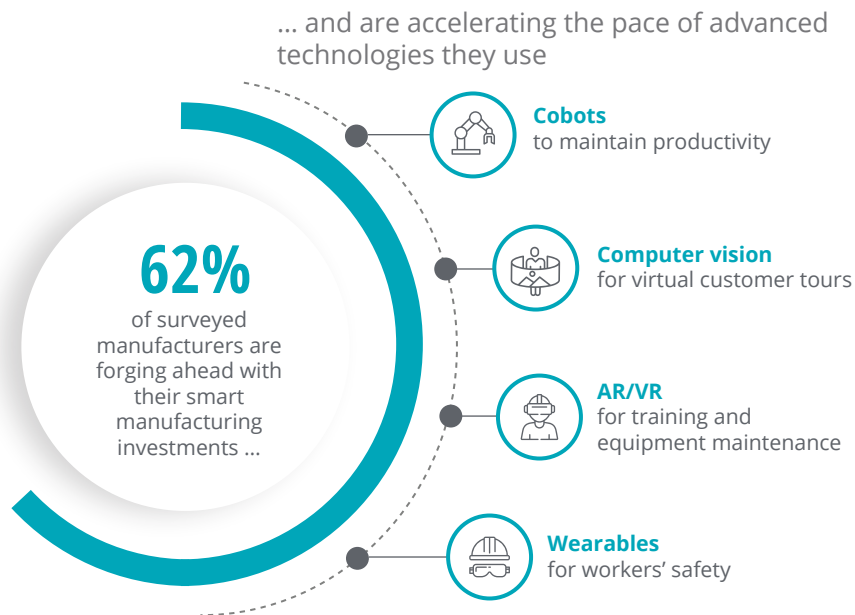 ... and are accelerating the pace of advanced
technologies they use
62%
of surveyed
manufacturers are
forging ahead with
their smart
manufacturing
investments ...
Cobots
to maintain productivity
Computer vision
for virtual customer tours
AR/VR
for training and
equipment maintenance
Wearables
for workers’ safety